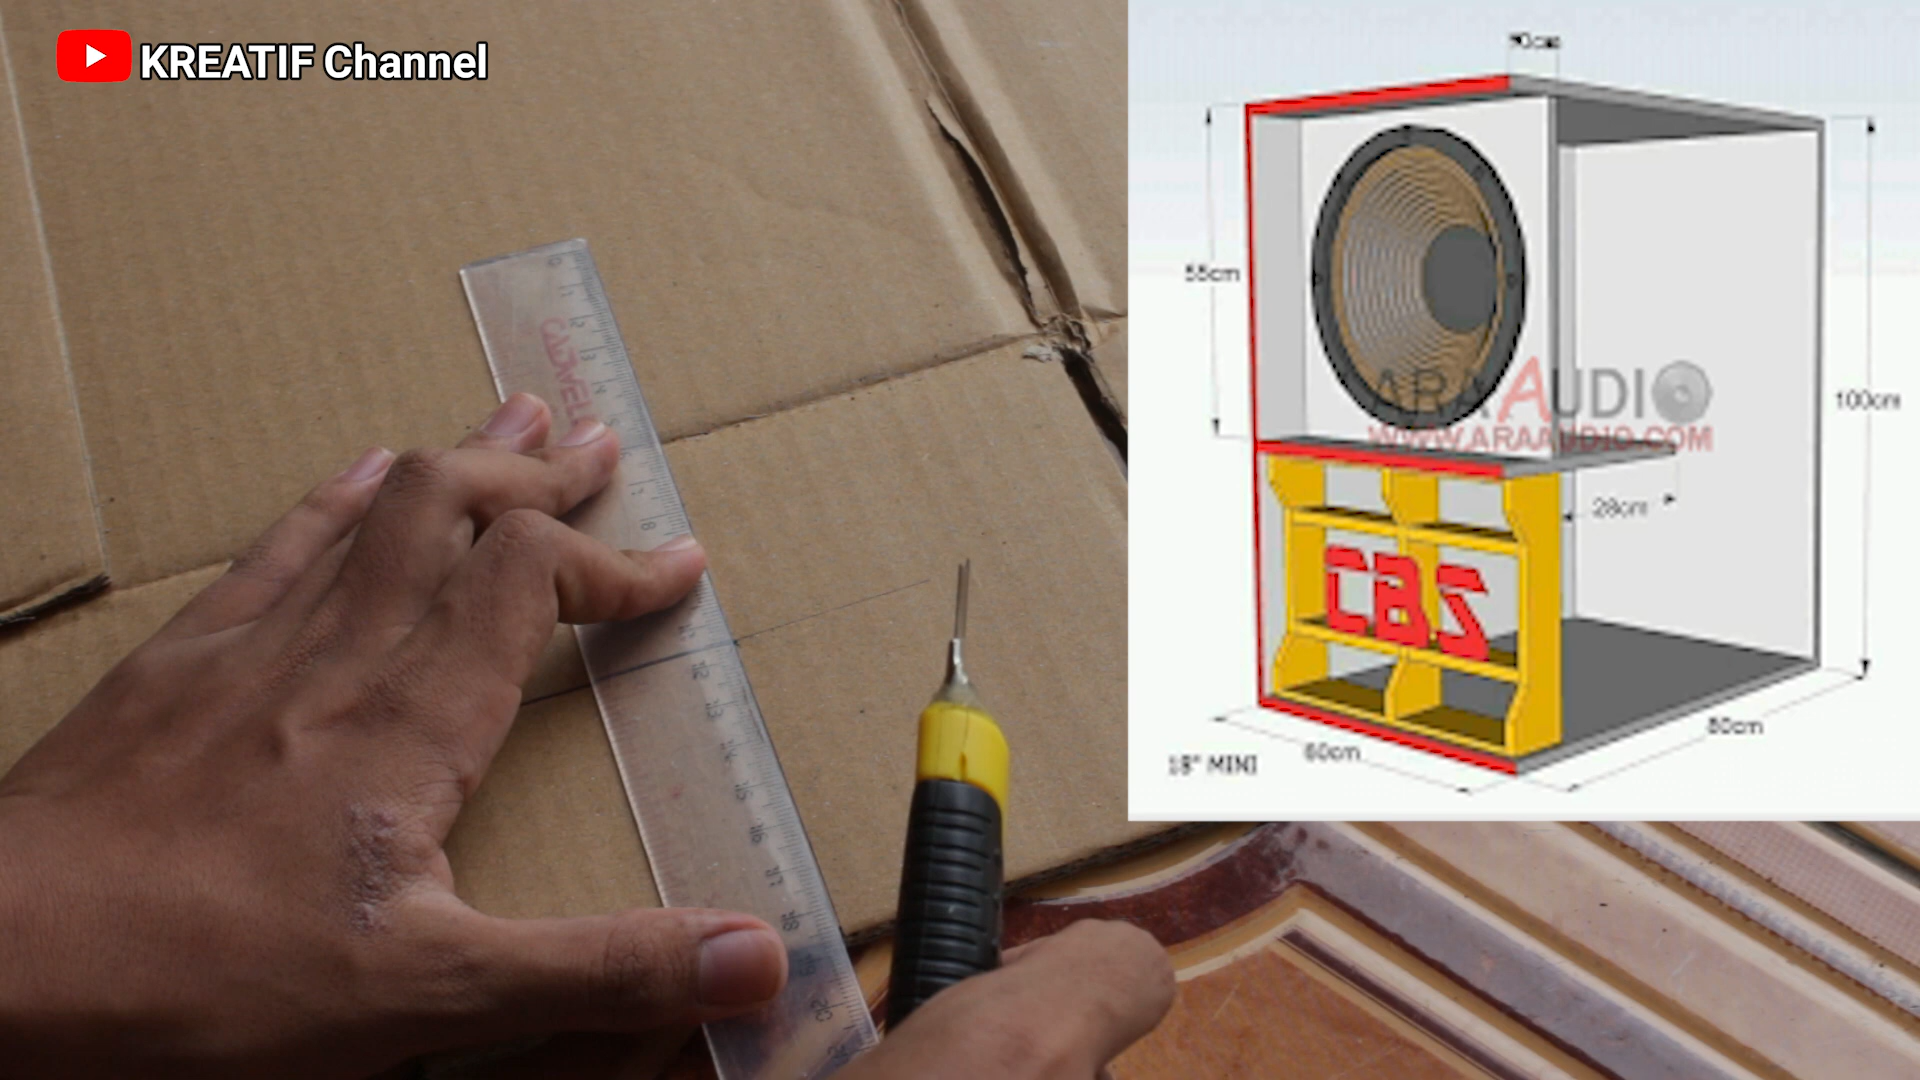 KREATIF Channel
55cm
100cm
28cm
CBS
ARAAUDIO
WWW.ARAAUDIO.COM
80cm
60cm
18" MINI